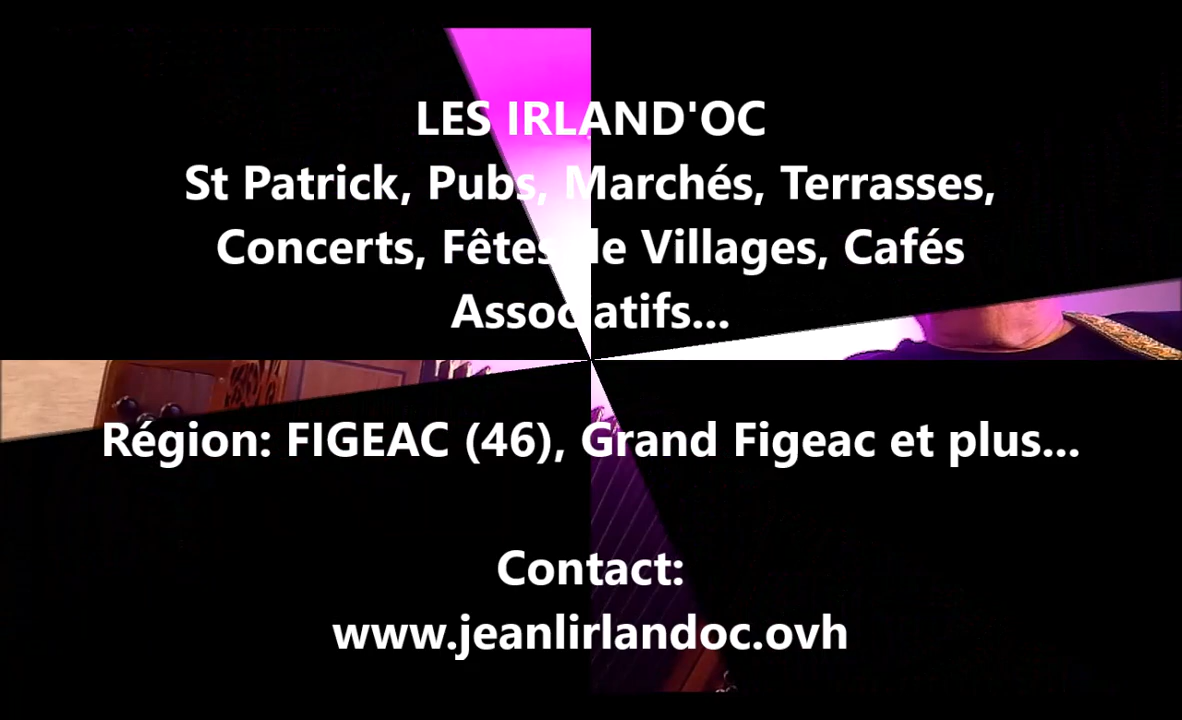 LES IRLAND'OC
St Patrick, Pubs, Marchés, Terrasses,
Concerts, Fêtes de Villages, Cafés
Associatifs...
Région: FIGEAC (46), Grand Figeac et plus...
Contact:
www.jeanlirlandoc.ovh